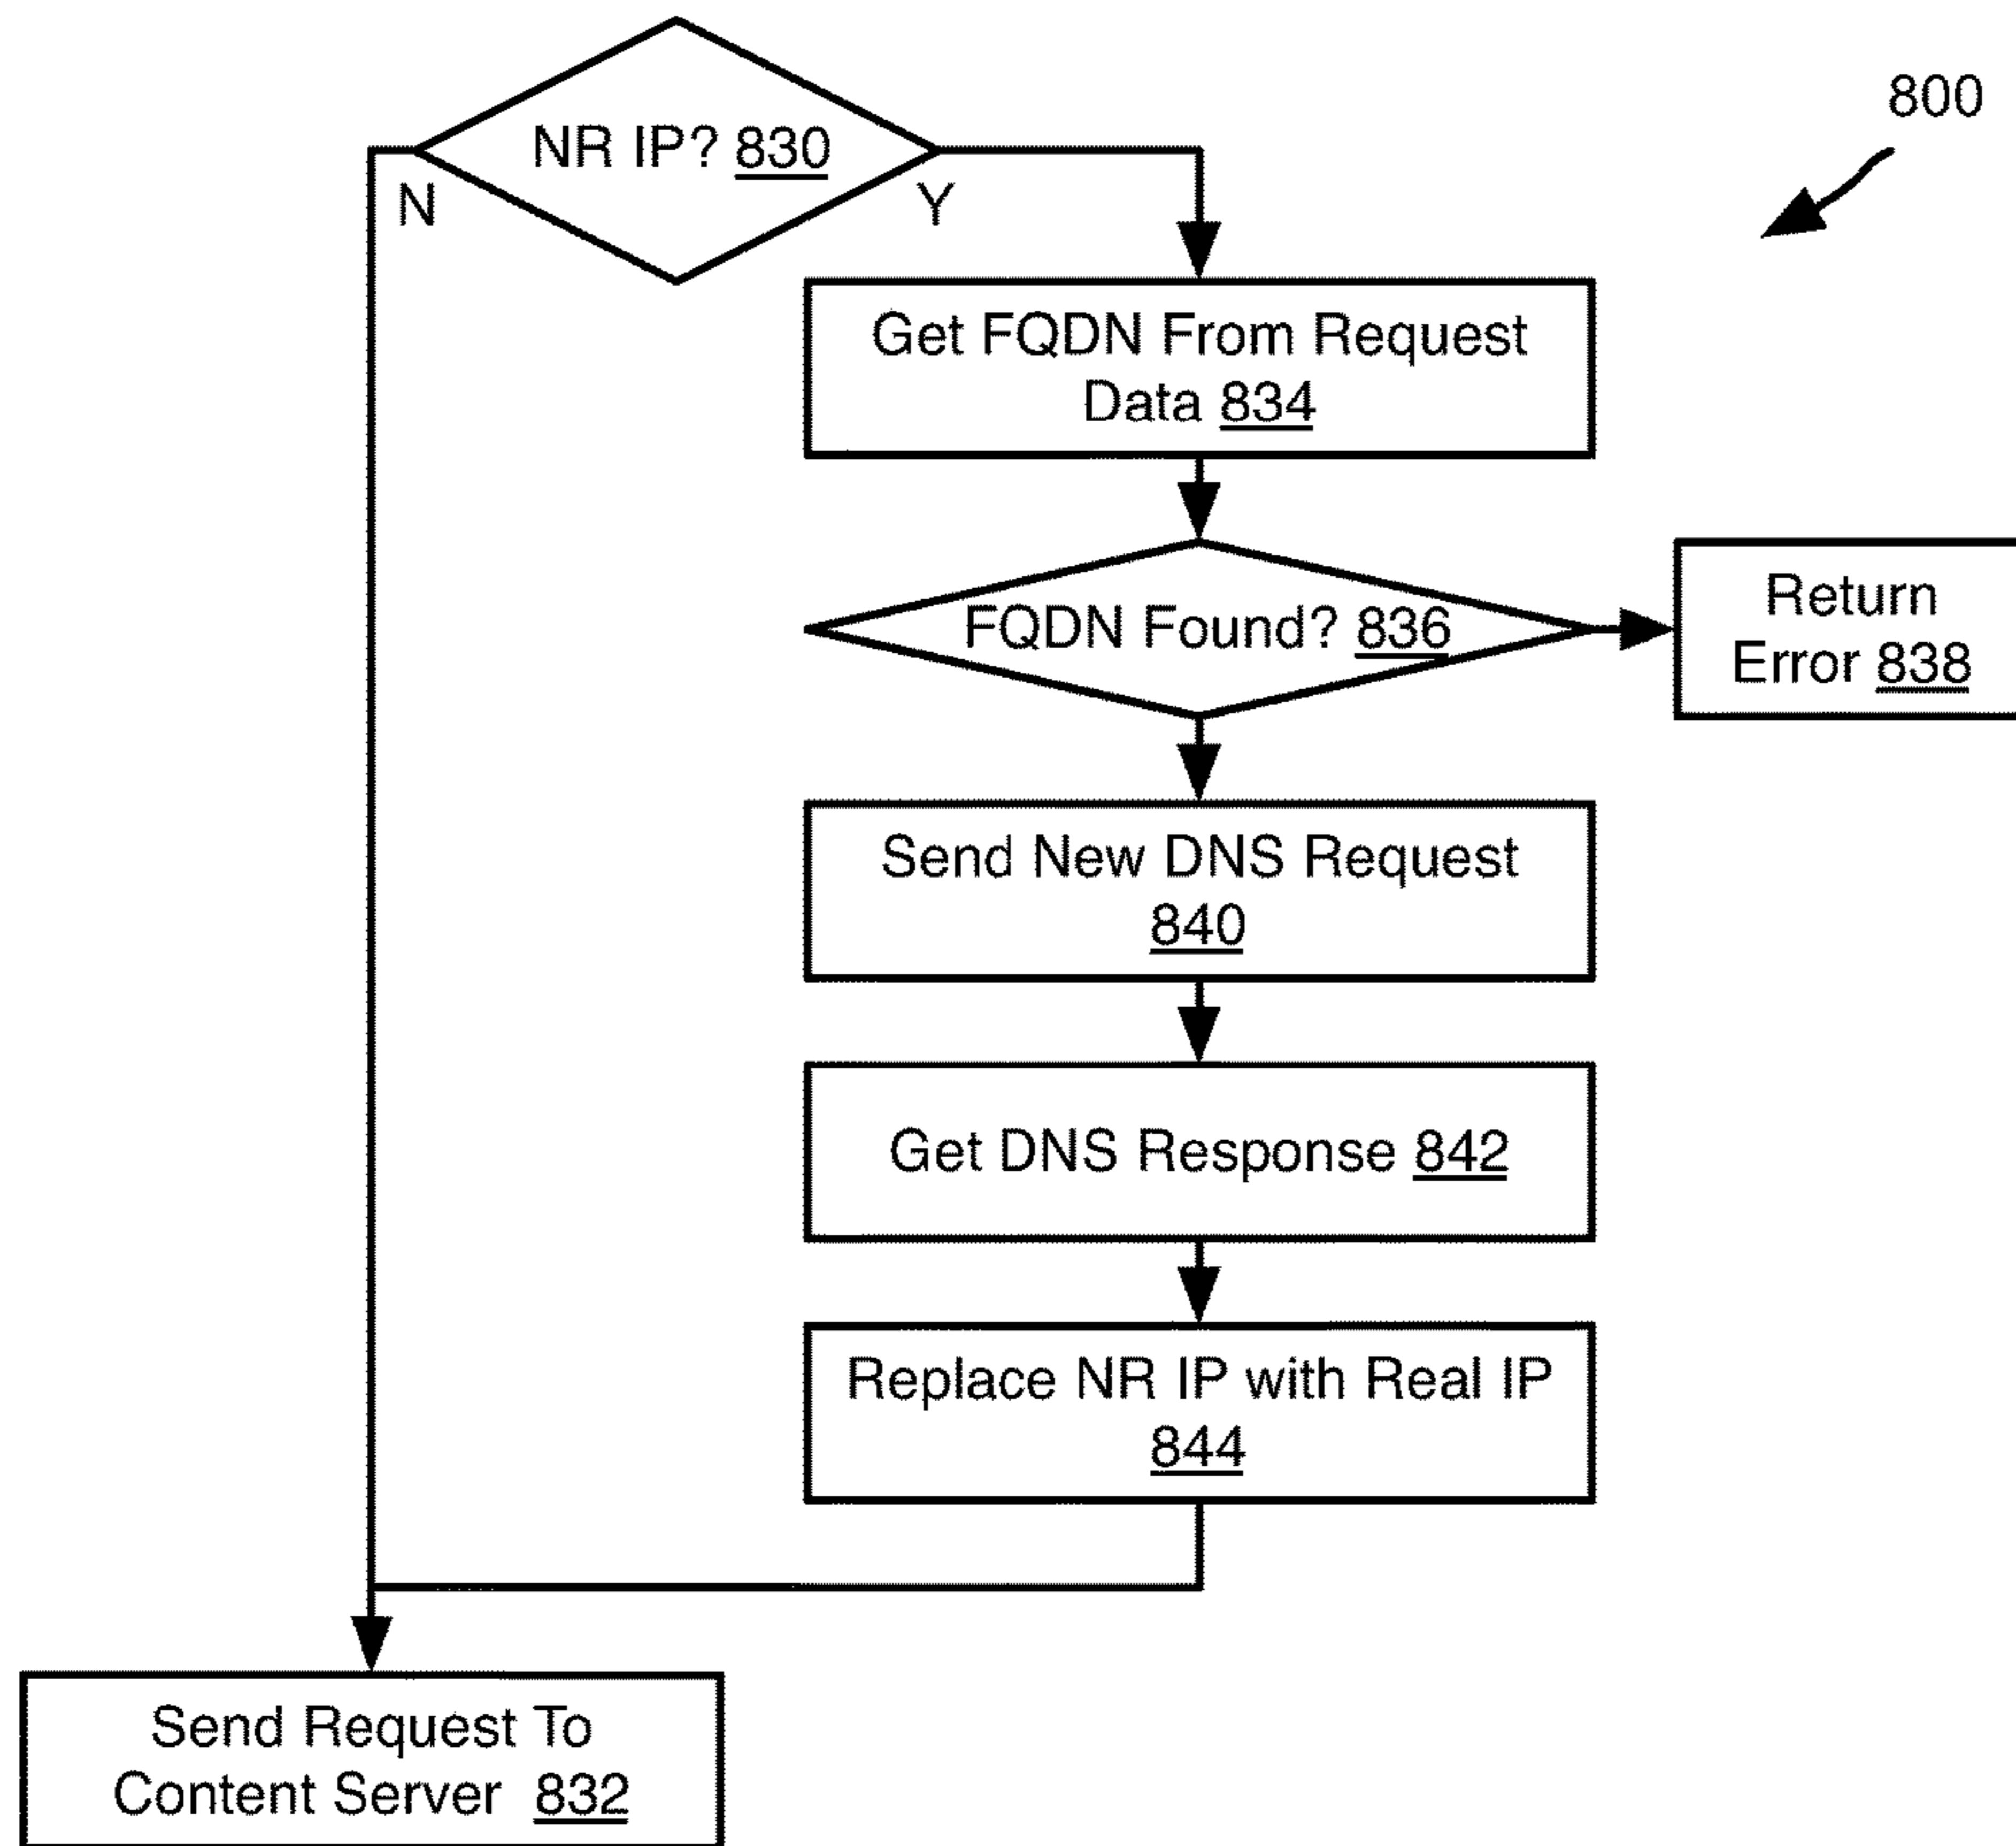 800
NR IP? 830
N
Y
Get FQDN From Request
Data 834
FQDN Found? 836
Return
Error 838
Send New DNS Request
840
Get DNS Response 842
Replace NR IP with Real IP
844
Send Request To
Content Server 832